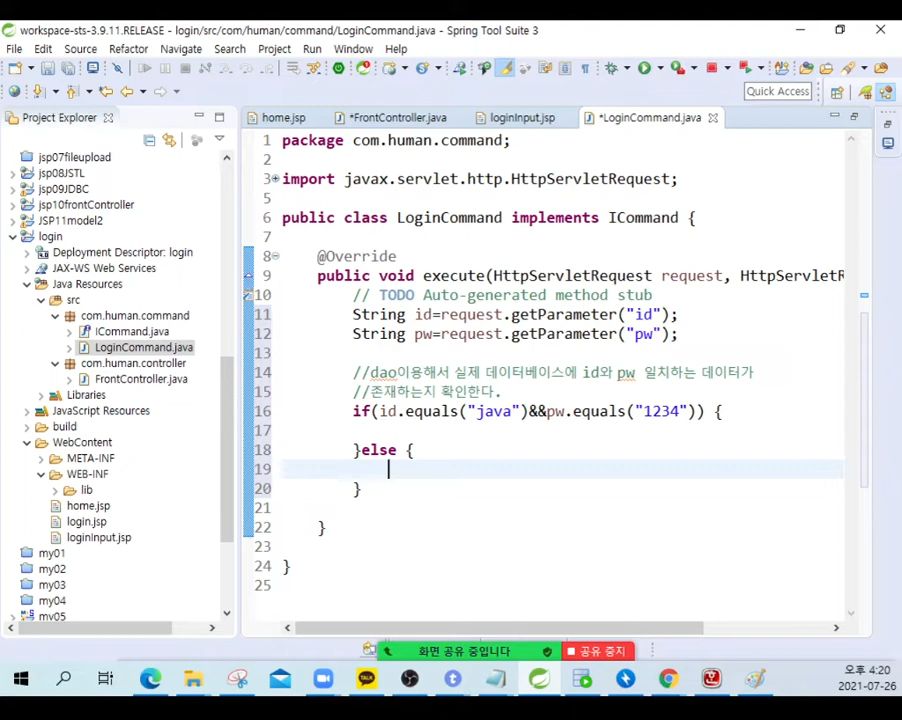 workspace-sts-3.9.11.RELEASE - login/src/com/human/command/LoginCommand.java - Spring Tool Suite 3
File Edit Source Refactor Navigate Search Project Run Window Help
Quick Access
Project Explorer
home.jsp *FrontController.java loginInput.jsp *LoginCommand.java
jsp07fileupload
jsp08JSTL
jsp09JDBC
jsp10frontController
JSP11model2
login
Deployment Descriptor: login
JAX-WS Web Services
Java Resources
src
com.human.command
ICommand.java
LoginCommand.java
com.human.controller
FrontController.java
Libraries
JavaScript Resources
build
WebContent
META-INF
WEB-INF
lib
home.jsp
login.jsp
loginInput.jsp
my01
my02
my03
my04
my05
1 package com.human.command;
2
3 import javax.servlet.http.HttpServletRequest;
5
6 public class LoginCommand implements ICommand {
7
8 @Override
9 public void execute(HttpServletRequest request, HttpServletR
10 // TODO Auto-generated method stub
11 String id=request.getParameter("id");
12 String pw=request.getParameter("pw");
13
14 //dao이용해서 실제 데이터베이스에 id와 pw 일치하는 데이터가
15 //존재하는지 확인한다.
16 if(id.equals("java")&&pw.equals("1234")) {
17
18 }else {
19
20 }
21
22 }
23
24 }
25
화면 공유 중입니다 공유 중지
오후 4:20
2021-07-26